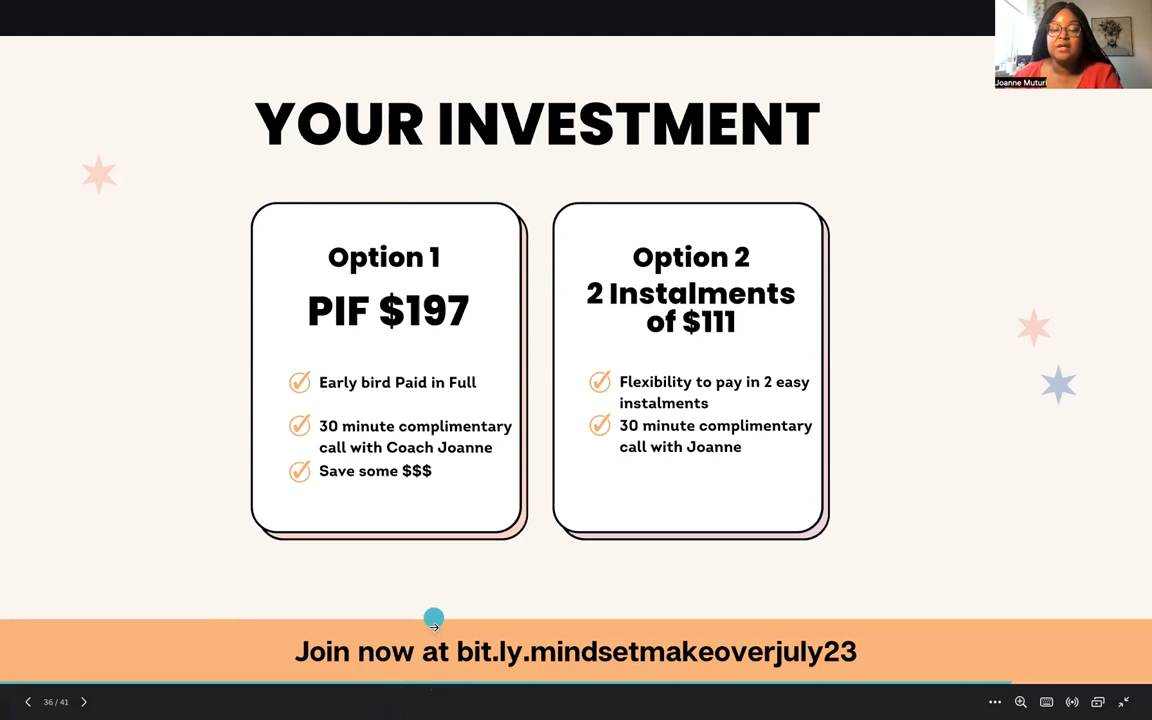 Joanne Muturi
YOUR INVESTMENT
Option 1
PIF $197
Early bird Paid in Full
30 minute complimentary
call with Coach Joanne
Save some $$$
Option 2
2 Instalments
of $111
Flexibility to pay in 2 easy
instalments
30 minute complimentary
call with Joanne
Join now at bit.ly.mindsetmakeoverjuly23
36 / 41